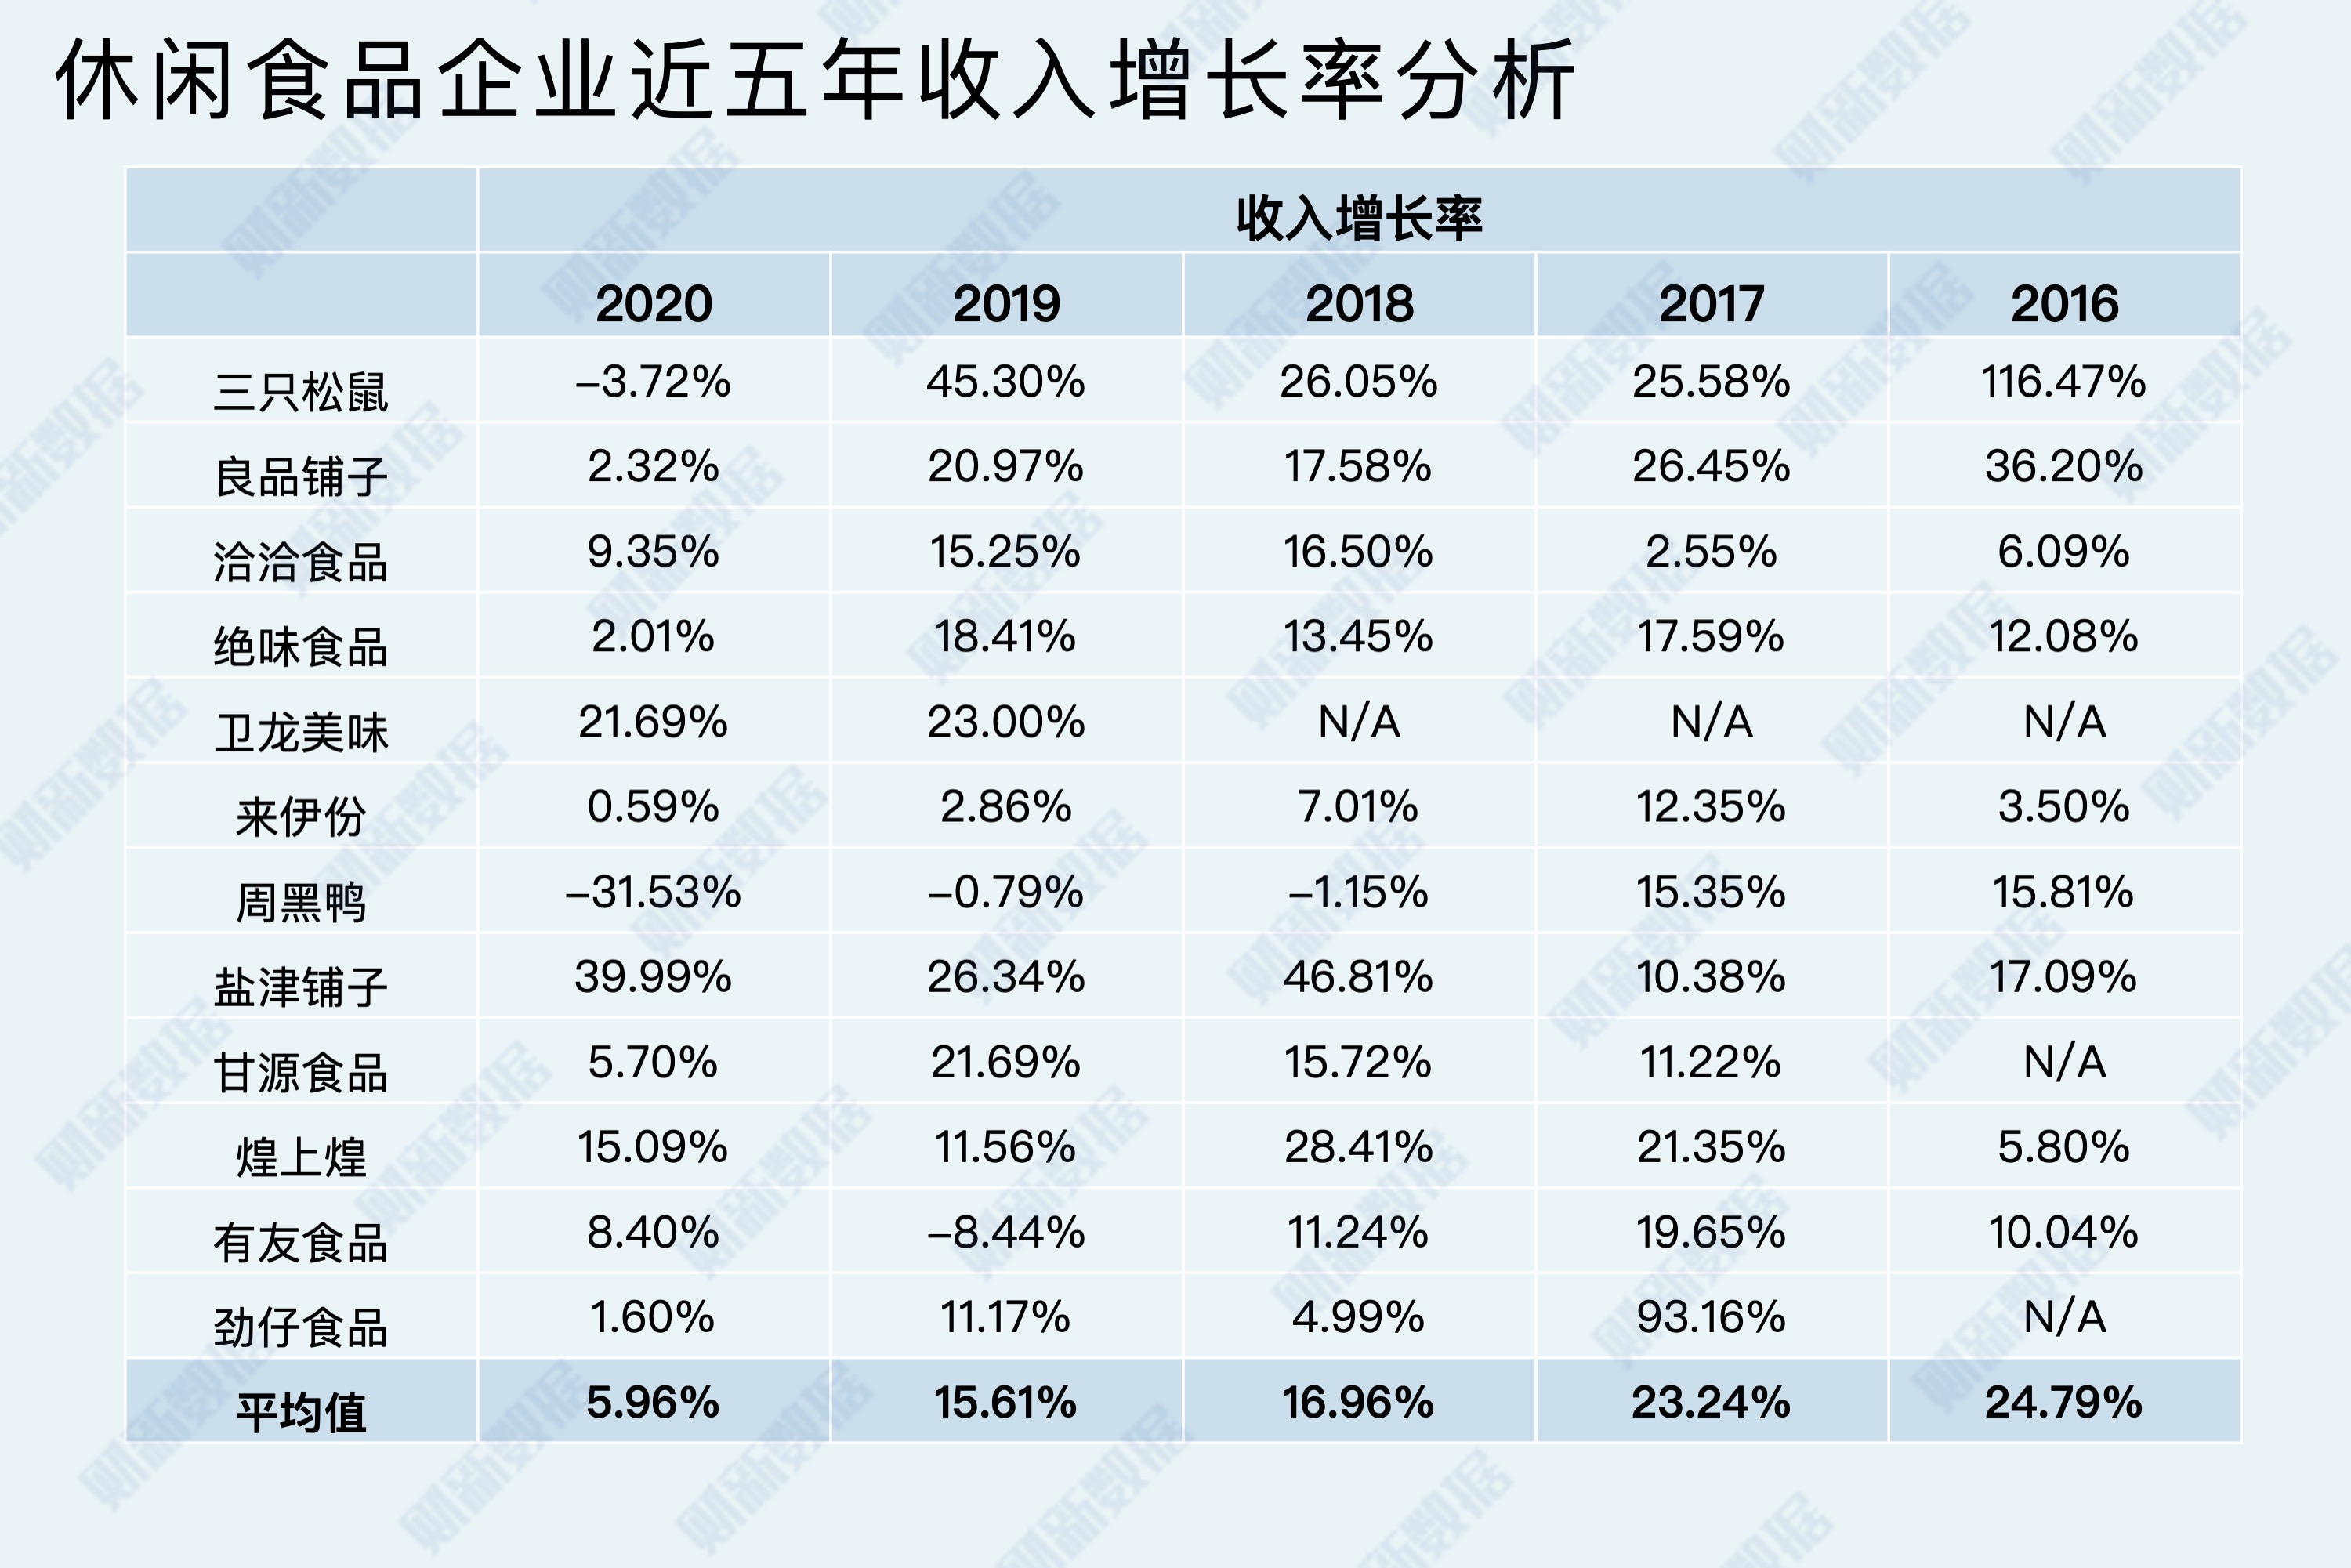 休闲食品企业近五年收入增长率分析
收入增长率
2020 2019 2018 2017 2016
三只松鼠 –3.72% 45.30% 26.05% 25.58% 116.47%
良品铺子 2.32% 20.97% 17.58% 26.45% 36.20%
洽洽食品 9.35% 15.25% 16.50% 2.55% 6.09%
绝味食品 2.01% 18.41% 13.45% 17.59% 12.08%
卫龙美味 21.69% 23.00% N/A N/A N/A
来伊份 0.59% 2.86% 7.01% 12.35% 3.50%
周黑鸭 –31.53% –0.79% –1.15% 15.35% 15.81%
盐津铺子 39.99% 26.34% 46.81% 10.38% 17.09%
甘源食品 5.70% 21.69% 15.72% 11.22% N/A
煌上煌 15.09% 11.56% 28.41% 21.35% 5.80%
有友食品 8.40% –8.44% 11.24% 19.65% 10.04%
劲仔食品 1.60% 11.17% 4.99% 93.16% N/A
平均值 5.96% 15.61% 16.96% 23.24% 24.79%
财新数据